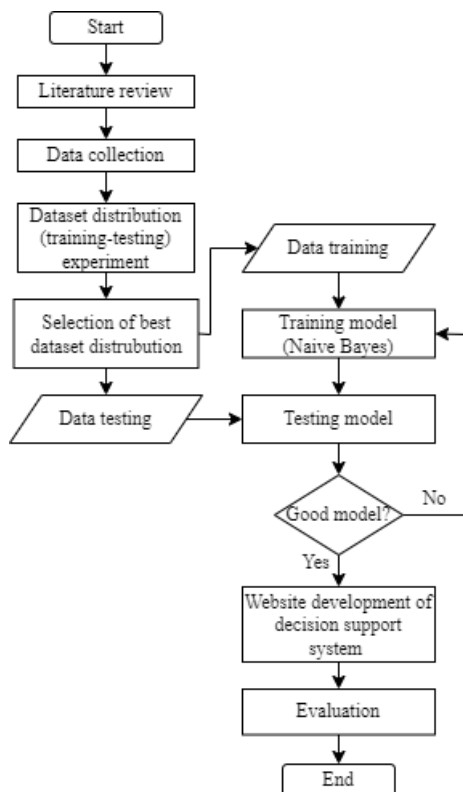 Start
Literature review
Data collection
Dataset distribution
(training-testing)
experiment
Selection of best
dataset distrubution
Data testing
Data training
Training model
(Naive Bayes)
Testing model
Good model?
No
Yes
Website development of
decision support
system
Evaluation
End